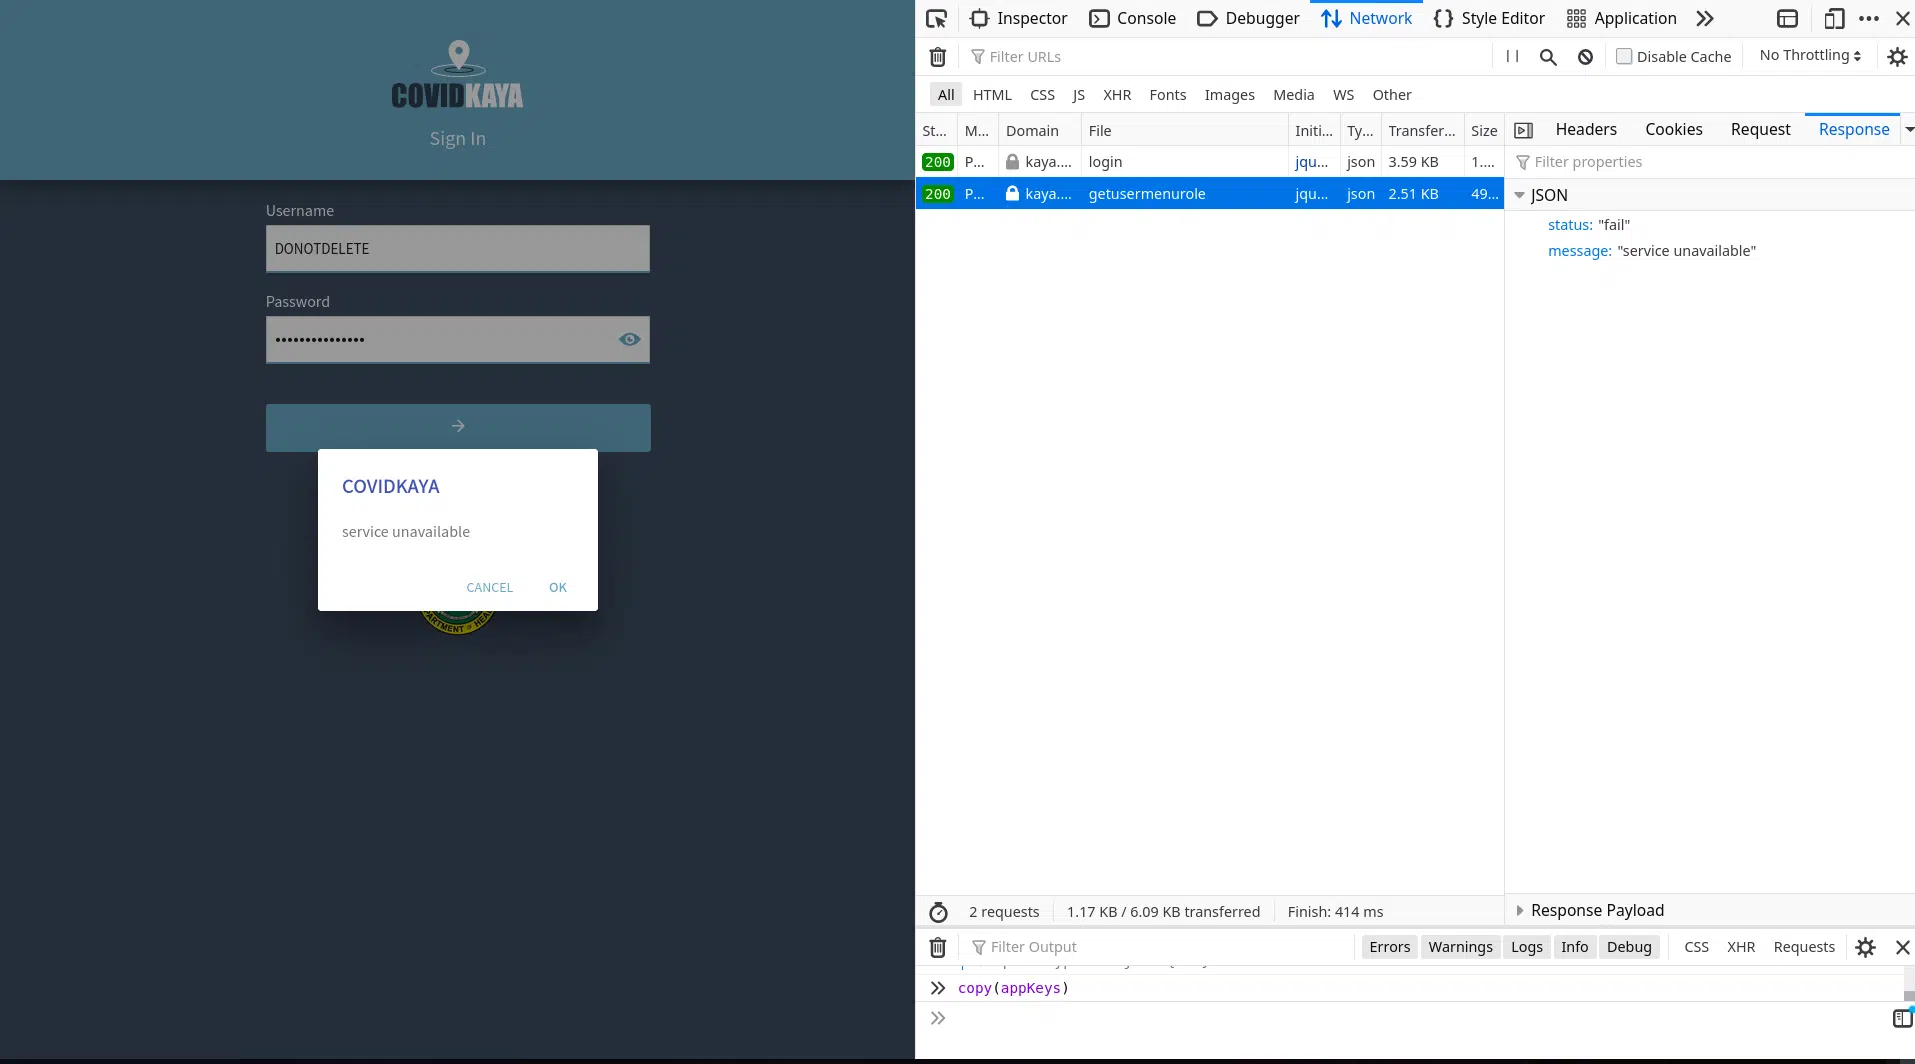 COVIDKAYA
Sign In
Username
DONOTDELETE
Password
•••••••••••••••
COVIDKAYA
service unavailable
CANCEL OK
Inspector Console Debugger Network Style Editor Application
Filter URLs Disable Cache No Throttling
All HTML CSS JS XHR Fonts Images Media WS Other
St... M... Domain File Initi... Ty... Transfer... Size
200 P... kaya.... login jqu... json 3.59 KB 1....
200 P... kaya.... getusermenurole jqu... json 2.51 KB 49...
2 requests 1.17 KB / 6.09 KB transferred Finish: 414 ms
Headers Cookies Request Response
Filter properties
JSON
status: "fail"
message: "service unavailable"
Response Payload
Filter Output Errors Warnings Logs Info Debug CSS XHR Requests
copy(appKeys)